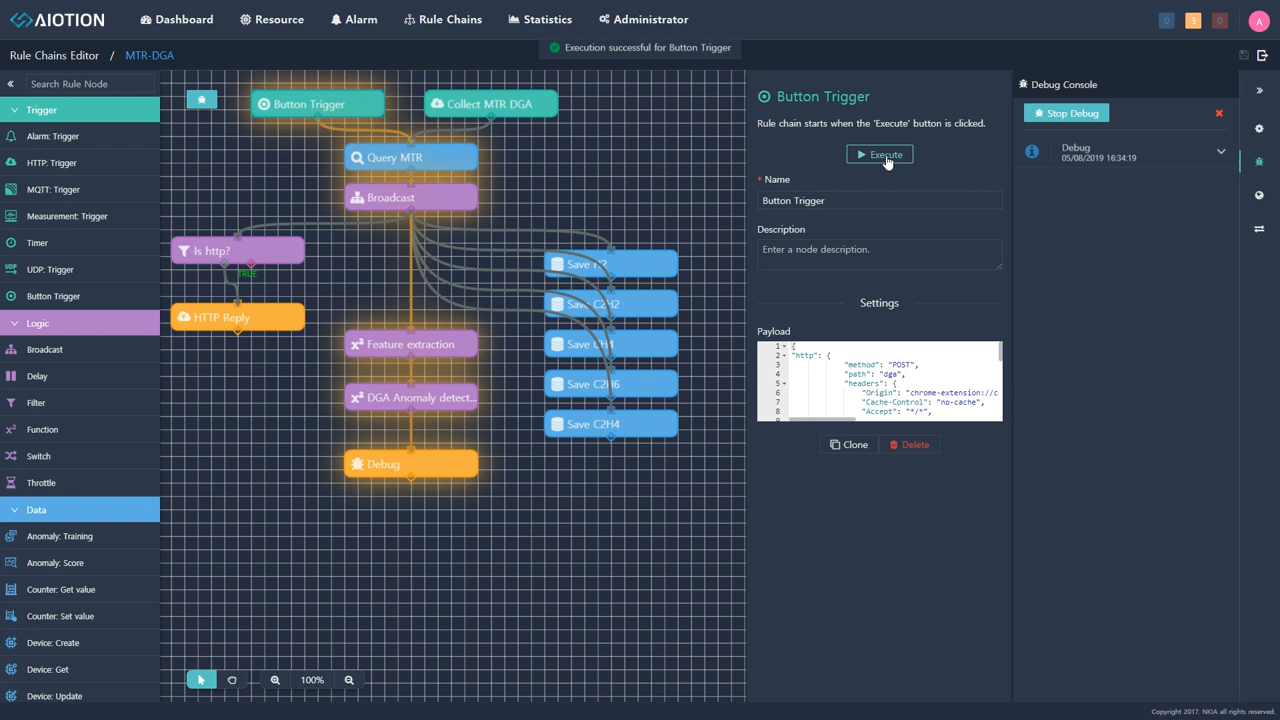 AIOTION
Dashboard
Resource
Alarm
Rule Chains
Statistics
Administrator
0
3
0
A
Rule Chains Editor / MTR-DGA
Execution successful for Button Trigger
Search Rule Node
Trigger
Alarm: Trigger
HTTP: Trigger
MQTT: Trigger
Measurement: Trigger
Timer
UDP: Trigger
Button Trigger
Logic
Broadcast
Delay
Filter
Function
Switch
Throttle
Data
Anomaly: Training
Anomaly: Score
Counter: Get value
Counter: Set value
Device: Create
Device: Get
Device: Update
Button Trigger
Collect MTR DGA
Query MTR
Broadcast
Is http?
TRUE
HTTP Reply
x² Feature extraction
x² DGA Anomaly detect...
Debug
Save H2
Save C2H2
Save CH4
Save C2H6
Save C2H4
100%
Button Trigger
Rule chain starts when the 'Execute' button is clicked.
Execute
* Name
Button Trigger
Description
Enter a node description.
Settings
Payload
1 {
2 "http": {
3 "method": "POST",
4 "path": "dga",
5 "headers": {
6 "Origin": "chrome-extension://c
7 "Cache-Control": "no-cache",
8 "Accept": "*/*",
Clone
Delete
Debug Console
Stop Debug
Debug
05/08/2019 16:34:19
Copyright 2017. NKIA all rights reserved.